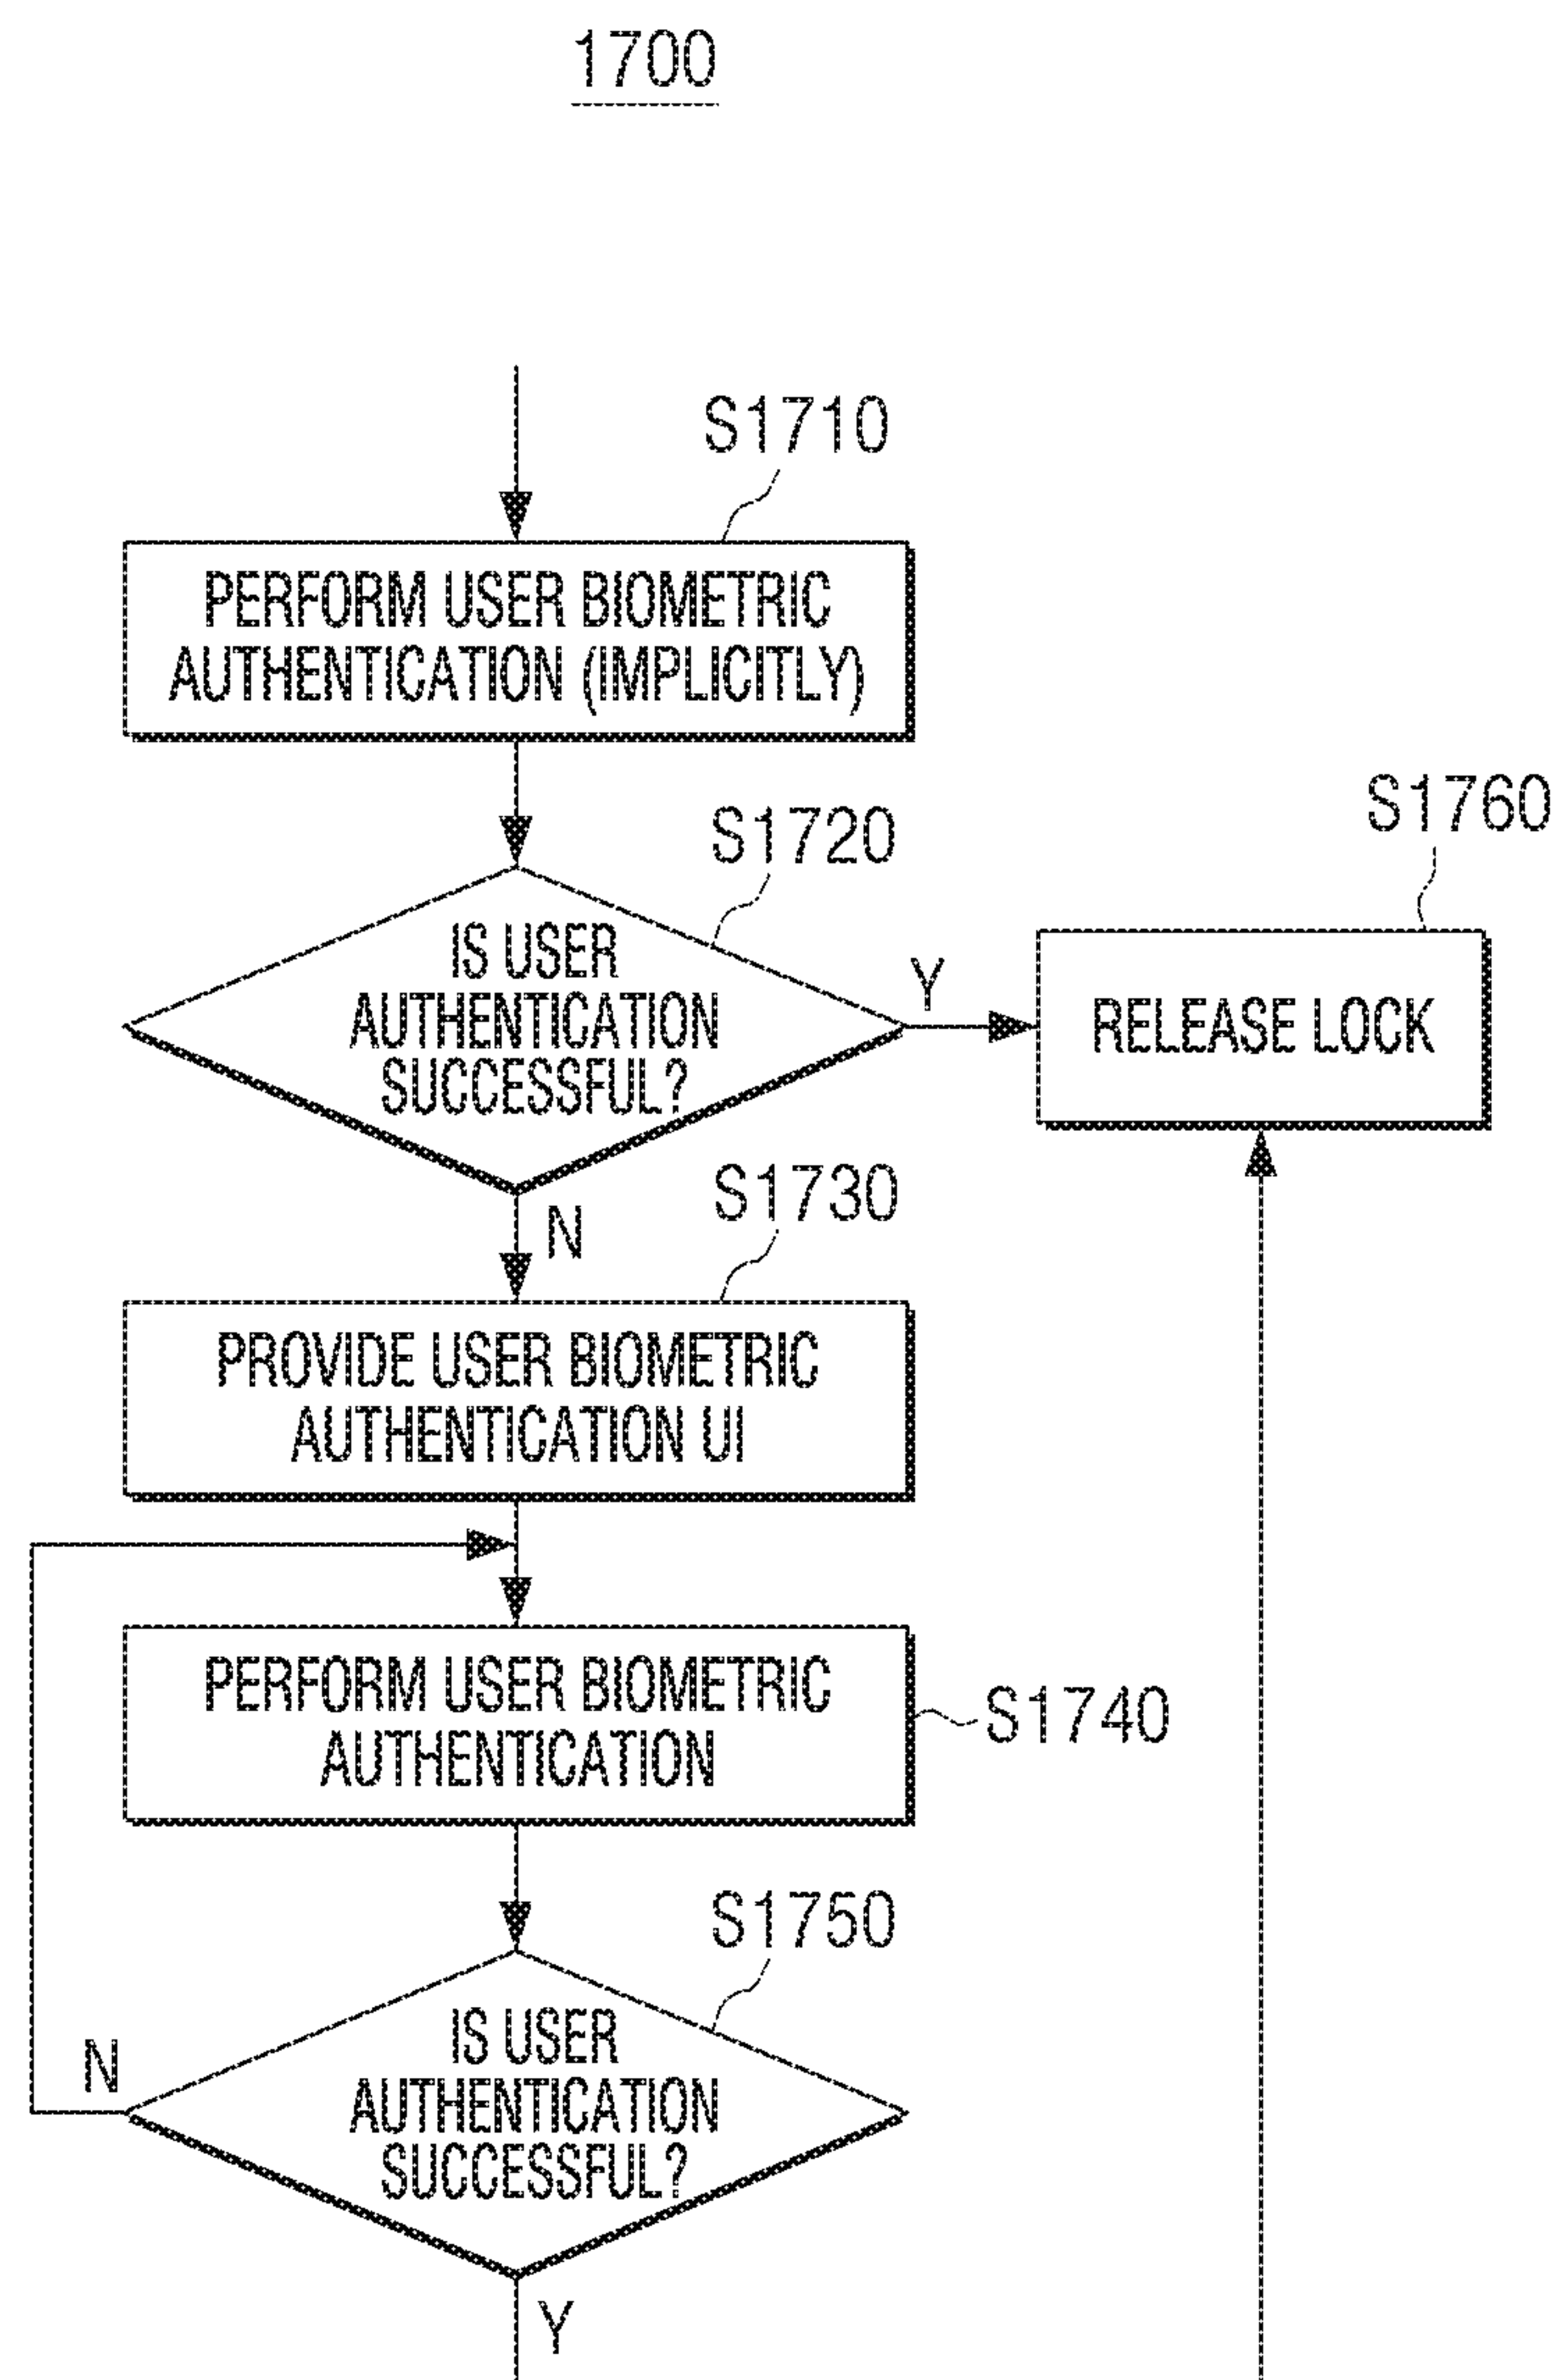 1700
S1710
PERFORM USER BIOMETRIC
AUTHENTICATION (IMPLICITLY)
S1720
IS USER
AUTHENTICATION
SUCCESSFUL?
Y
S1760
RELEASE LOCK
N
S1730
PROVIDE USER BIOMETRIC
AUTHENTICATION UI
PERFORM USER BIOMETRIC
AUTHENTICATION
S1740
S1750
IS USER
AUTHENTICATION
SUCCESSFUL?
N
Y